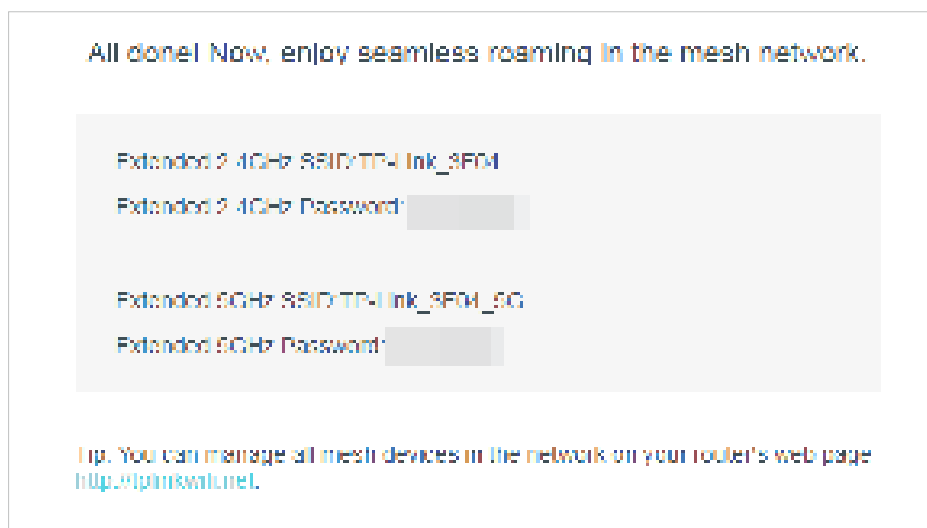 All done! Now, enjoy seamless roaming in the mesh network.
Extended 2.4GHz SSID:TP-Link_3F04
Extended 2.4GHz Password:
Extended 5GHz SSID:TP-Link_3F04_5G
Extended 5GHz Password:
Tip: You can manage all mesh devices in the network on your router's web page
http://tplinkwifi.net.